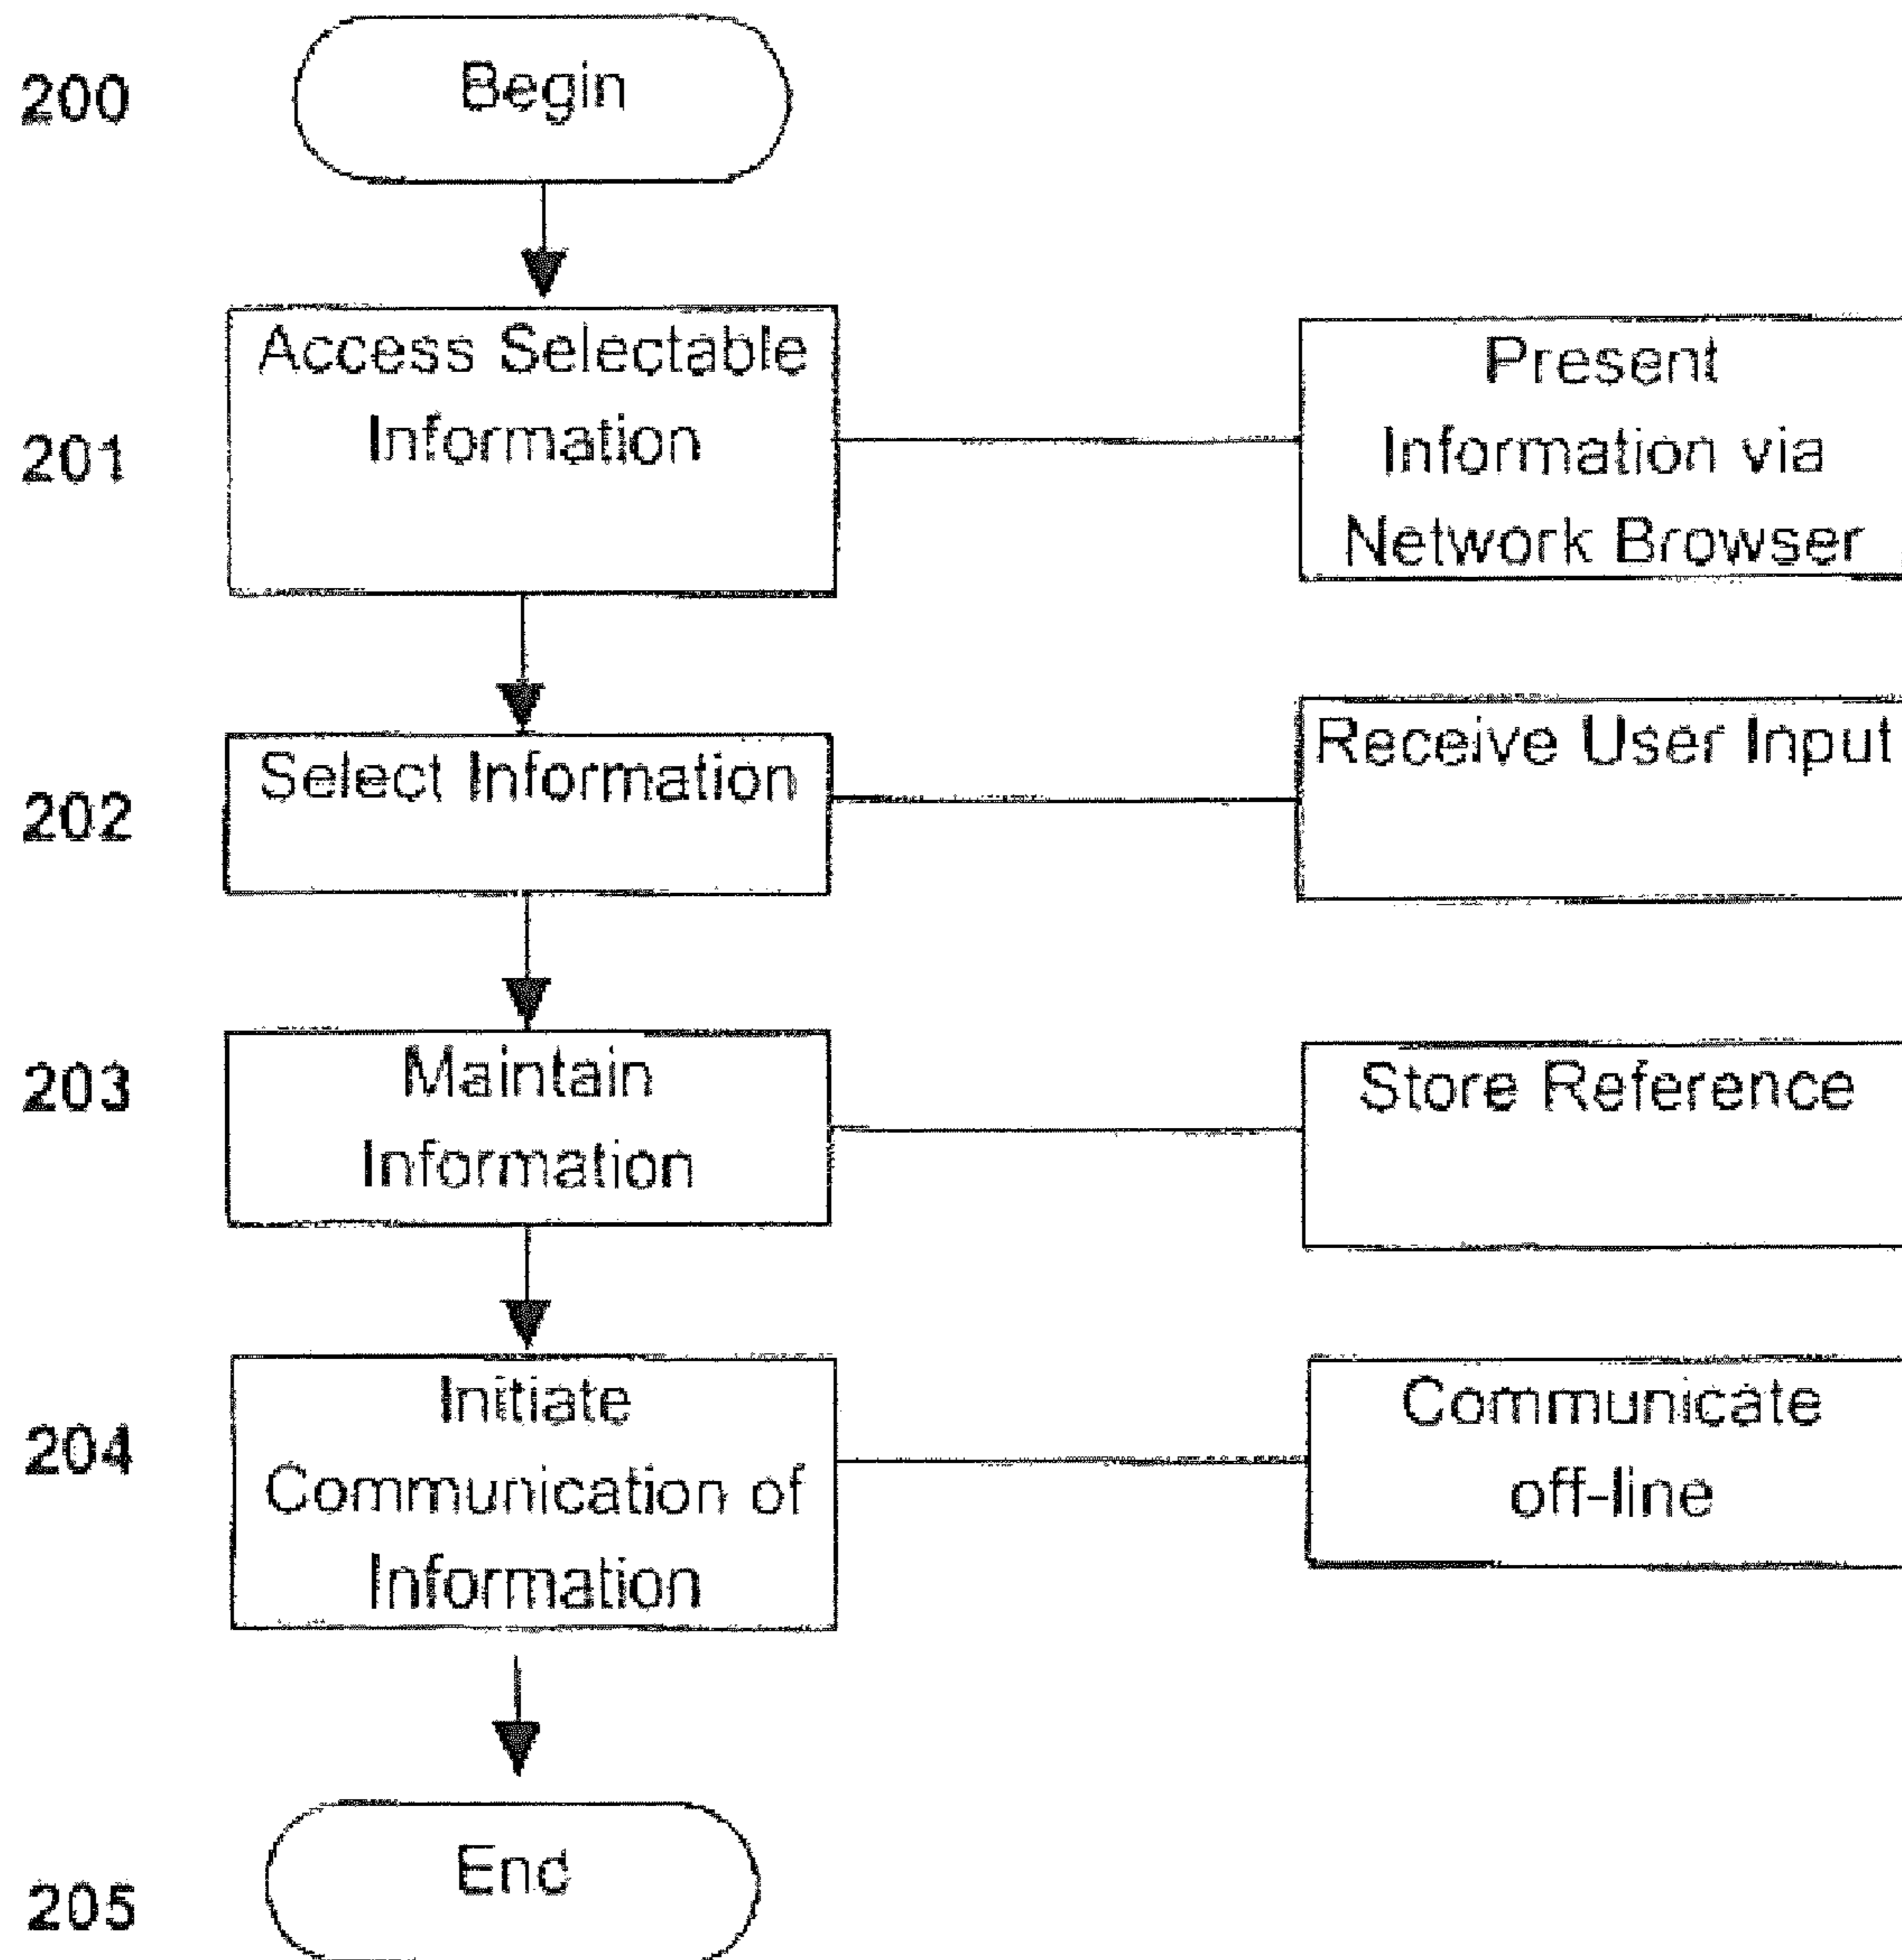 200
Begin
201
Access Selectable
Information
Present
Information via
Network Browser
202
Select Information
Receive User Input
203
Maintain
Information
Store Reference
204
Initiate
Communication of
Information
Communicate
off-line
205
End